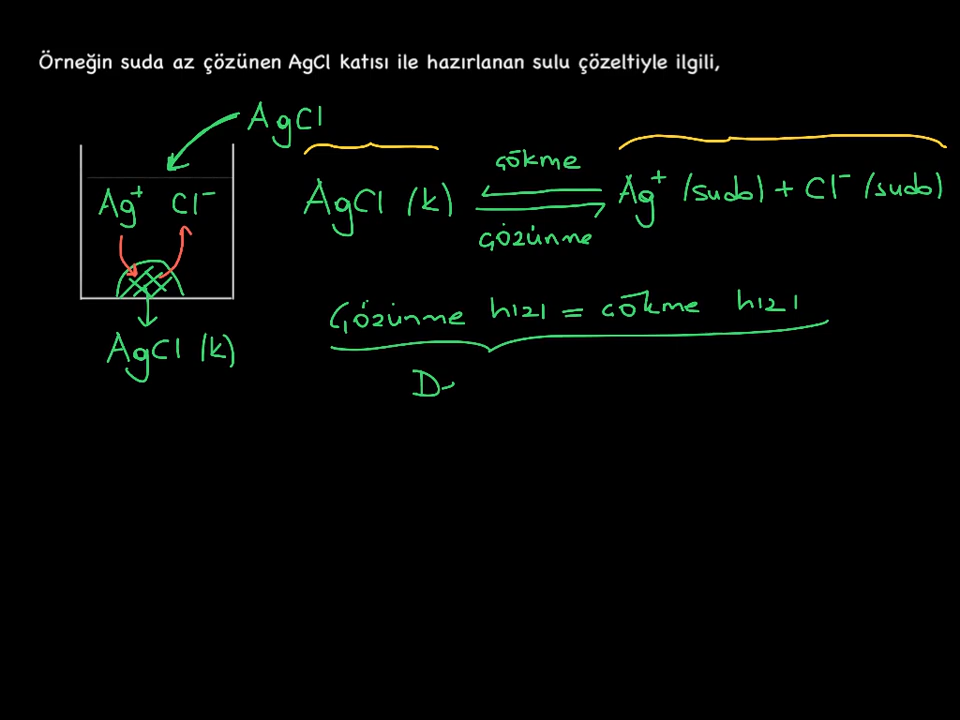 Örneğin suda az çözünen AgCl katısı ile hazırlanan sulu çözeltiyle ilgili,
AgCl
Ag⁺ Cl⁻
AgCl (k)
AgCl (k) çökme çözünme Ag⁺ (suda) + Cl⁻ (suda)
Çözünme hızı = çökme hızı
D